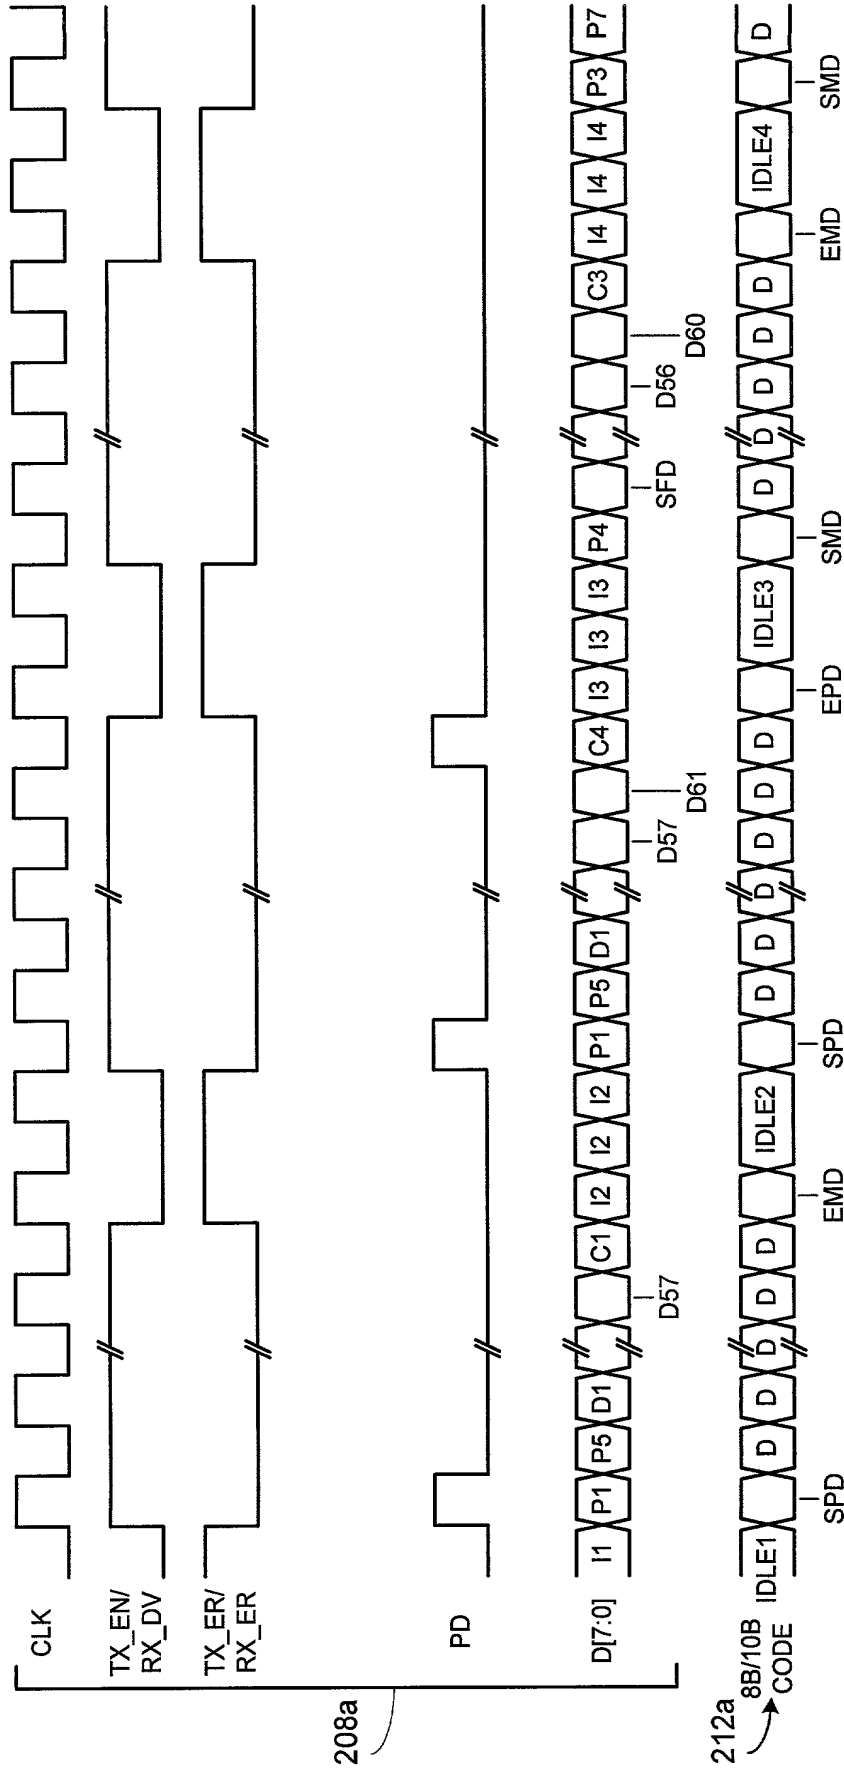 208a
CLK
TX_EN/
RX_DV
TX_ER/
RX_ER
PD
D[7:0]
I1 P1 P5 D1 D57 C1 I2 I2 I2 P1 P5 D1 D57 D61 C4 I3 I3 I3 P4 SFD D56 D60 C3 I4 I4 I4 P3 P7
212a
8B/10B
CODE
IDLE1 D D D D D IDLE2 D D D D D D IDLE3 D D D D D IDLE4 D
SPD EMD SPD EPD SMD EMD SMD